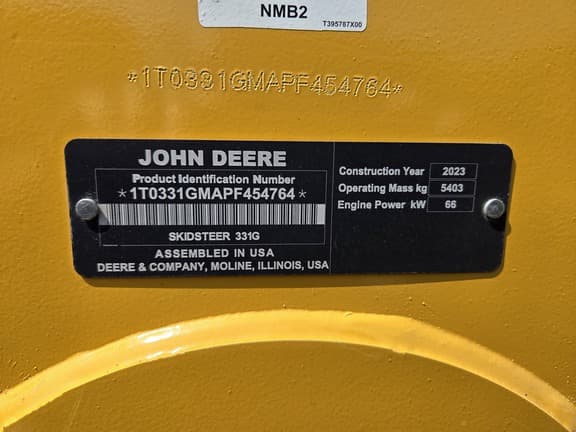 NMB2
T395787X00
*1T0331GMAPF454764*
JOHN DEERE
Product Identification Number
*1T0331GMAPF454764*
SKIDSTEER 331G
ASSEMBLED IN USA
DEERE & COMPANY, MOLINE, ILLINOIS, USA
Construction Year 2023
Operating Mass kg 5403
Engine Power kW 66